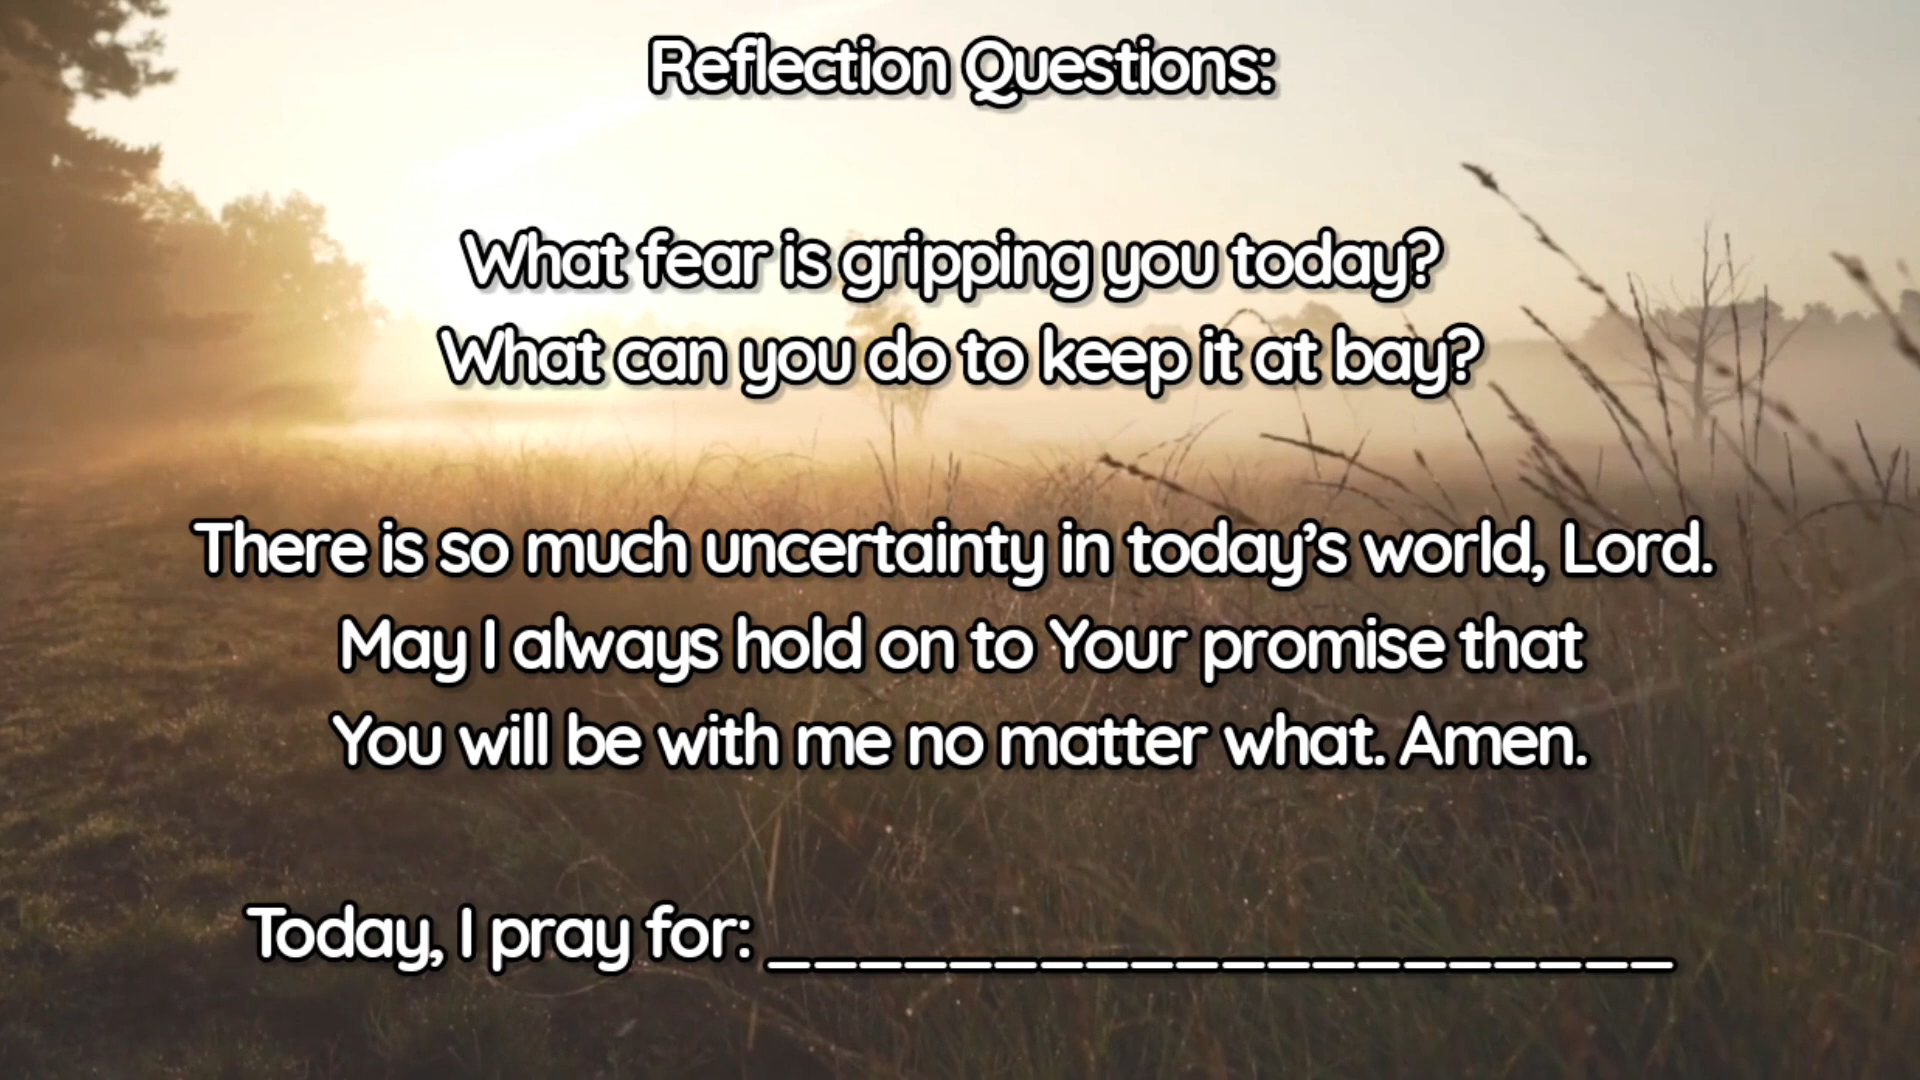 Reflection Questions:
What fear is gripping you today?
What can you do to keep it at bay?
There is so much uncertainty in today’s world, Lord.
May I always hold on to Your promise that
You will be with me no matter what. Amen.
Today, I pray for: ____________________